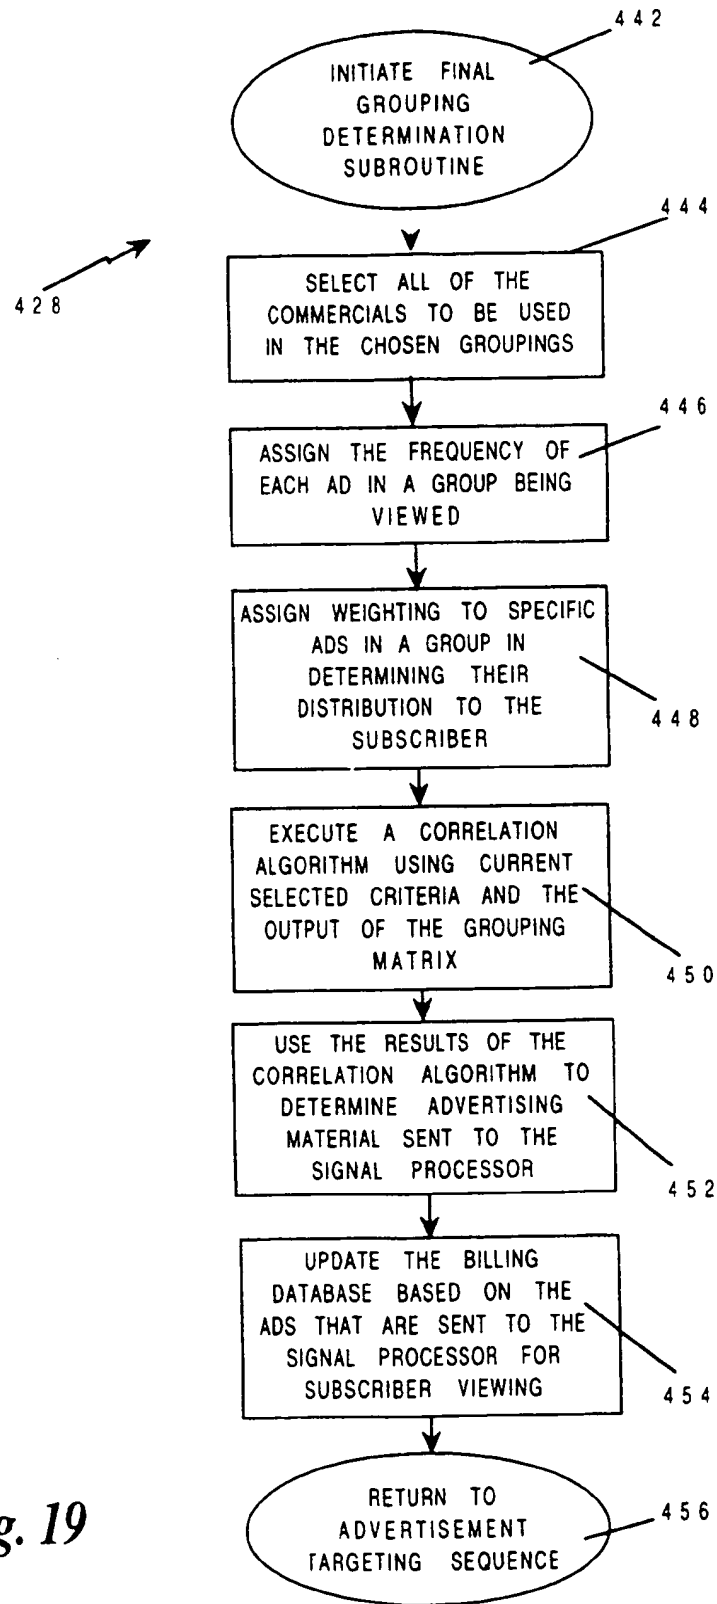 442
INITIATE FINAL
GROUPING
DETERMINATION
SUBROUTINE
444
428
SELECT ALL OF THE
COMMERCIALS TO BE USED
IN THE CHOSEN GROUPINGS
446
ASSIGN THE FREQUENCY OF
EACH AD IN A GROUP BEING
VIEWED
ASSIGN WEIGHTING TO SPECIFIC
ADS IN A GROUP IN
DETERMINING THEIR
DISTRIBUTION TO THE
SUBSCRIBER
448
EXECUTE A CORRELATION
ALGORITHM USING CURRENT
SELECTED CRITERIA AND THE
OUTPUT OF THE GROUPING
MATRIX
450
USE THE RESULTS OF THE
CORRELATION ALGORITHM TO
DETERMINE ADVERTISING
MATERIAL SENT TO THE
SIGNAL PROCESSOR
452
UPDATE THE BILLING
DATABASE BASED ON THE
ADS THAT ARE SENT TO THE
SIGNAL PROCESSOR FOR
SUBSCRIBER VIEWING
454
RETURN TO
ADVERTISEMENT
TARGETING SEQUENCE
456
g. 19